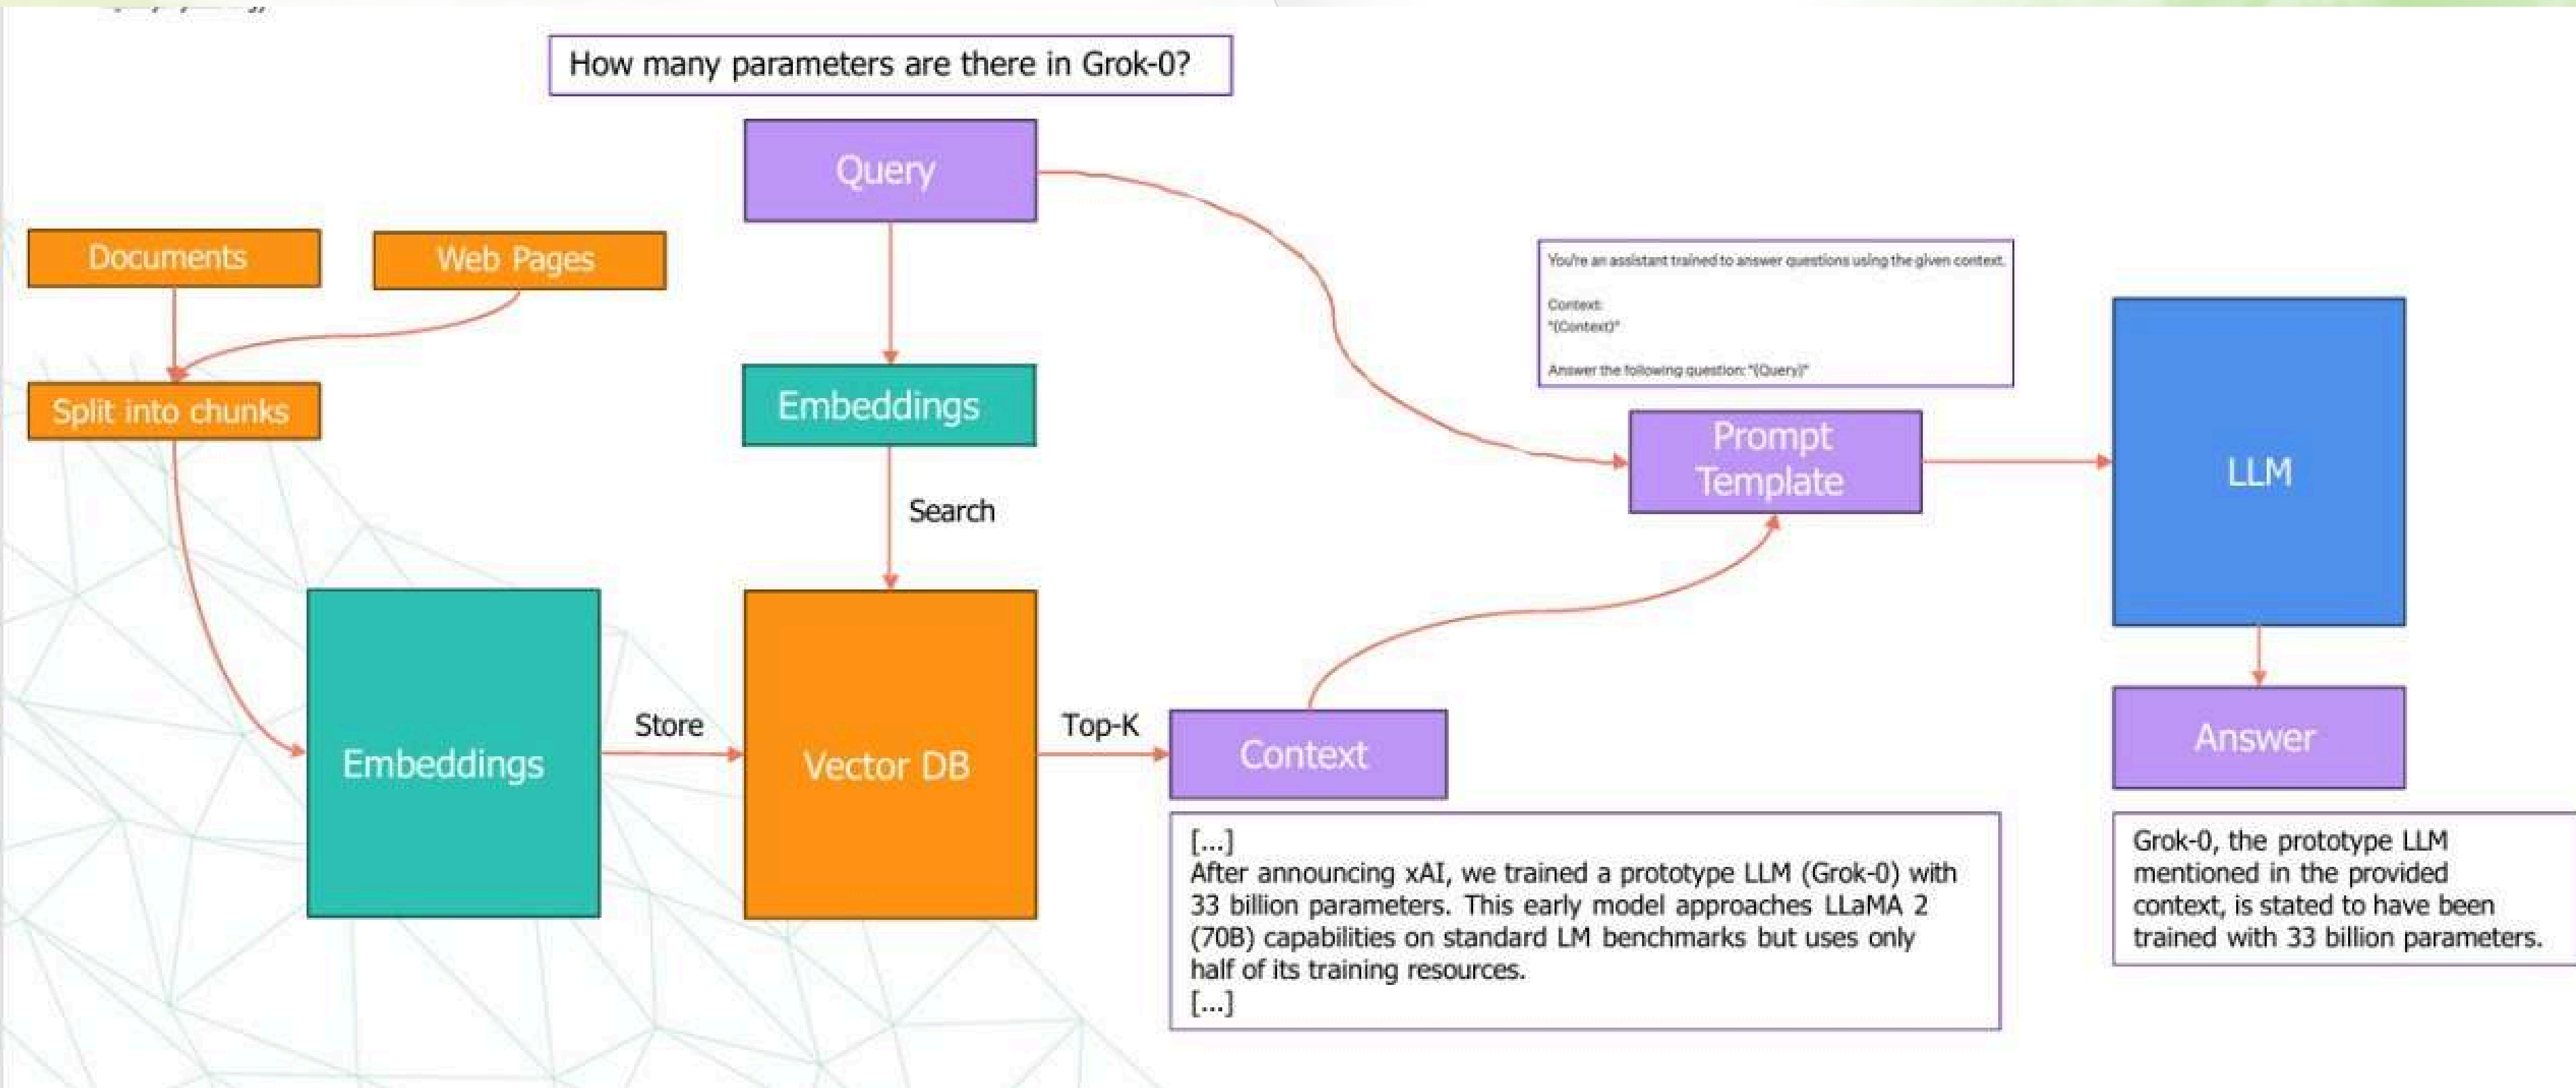 How many parameters are there in Grok-0?
Query
Documents
Web Pages
Split into chunks
Embeddings
Search
Embeddings
Store
Vector DB
Top-K
Context
[...]
After announcing xAI, we trained a prototype LLM (Grok-0) with
33 billion parameters. This early model approaches LLaMA 2
(70B) capabilities on standard LM benchmarks but uses only
half of its training resources.
[...]
You're an assistant trained to answer questions using the given context.
Context:
"{Context}"
Answer the following question: "{Query}"
Prompt
Template
LLM
Answer
Grok-0, the prototype LLM
mentioned in the provided
context, is stated to have been
trained with 33 billion parameters.